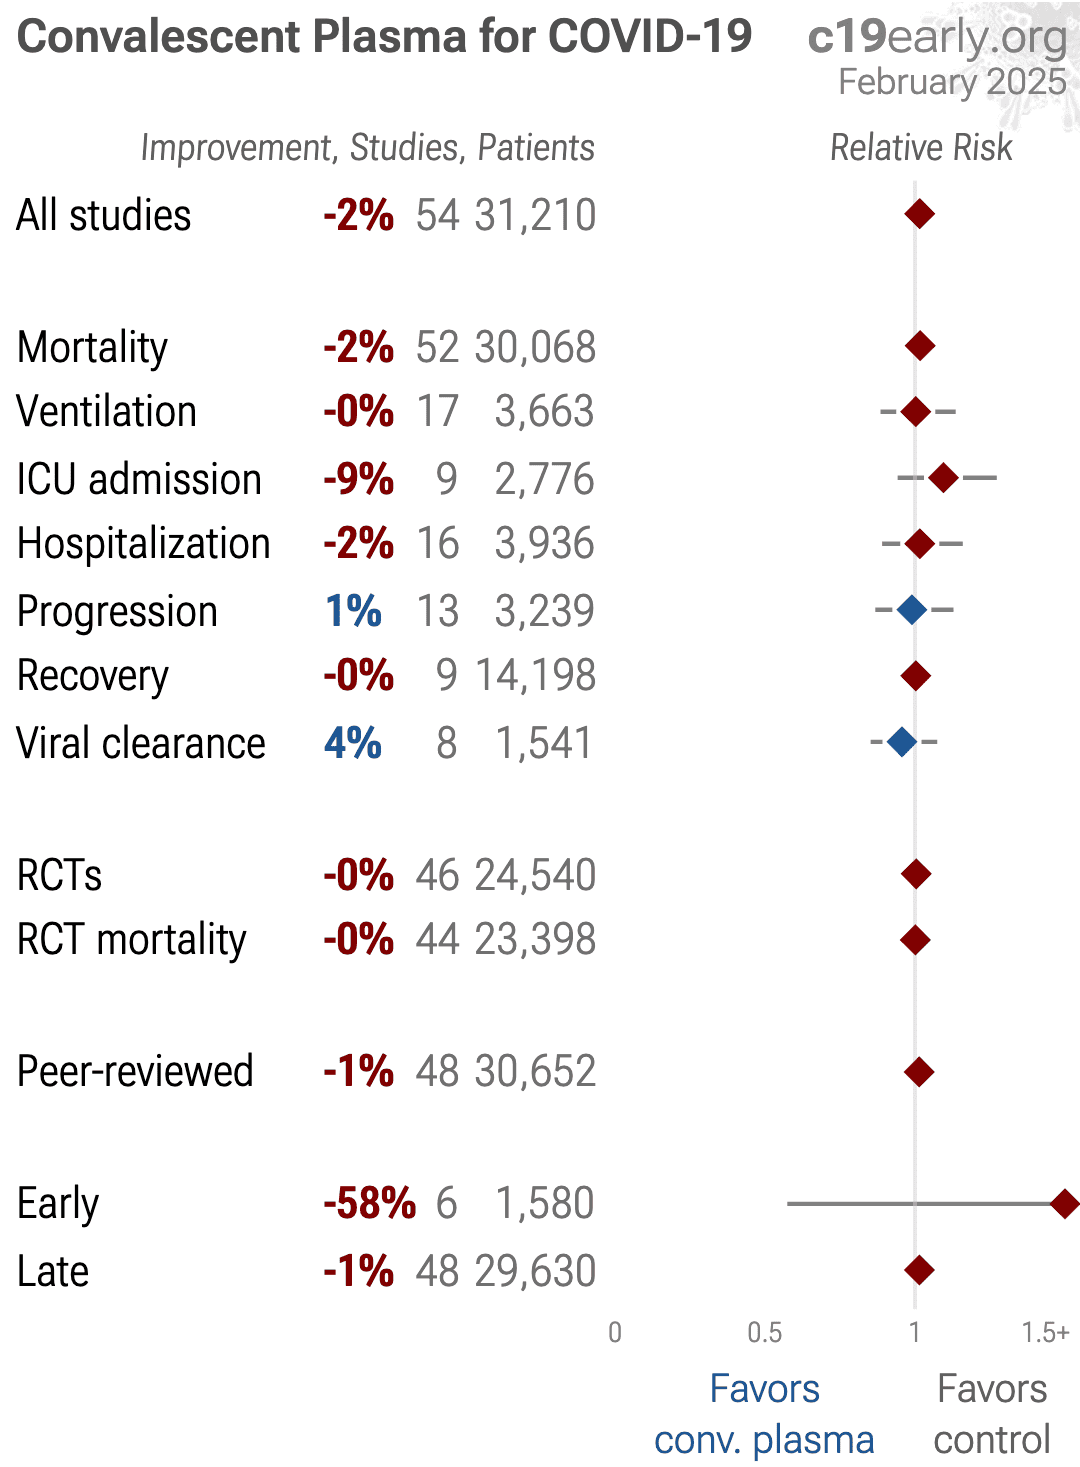 Convalescent Plasma for COVID-19 c19early.org
February 2025
Improvement, Studies, Patients Relative Risk
All studies -2% 54 31,210
Mortality -2% 52 30,068
Ventilation -0% 17 3,663
ICU admission -9% 9 2,776
Hospitalization -2% 16 3,936
Progression 1% 13 3,239
Recovery -0% 9 14,198
Viral clearance 4% 8 1,541
RCTs -0% 46 24,540
RCT mortality -0% 44 23,398
Peer-reviewed -1% 48 30,652
Early -58% 6 1,580
Late -1% 48 29,630
0 0.5 1 1.5+
Favors Favors
conv. plasma control